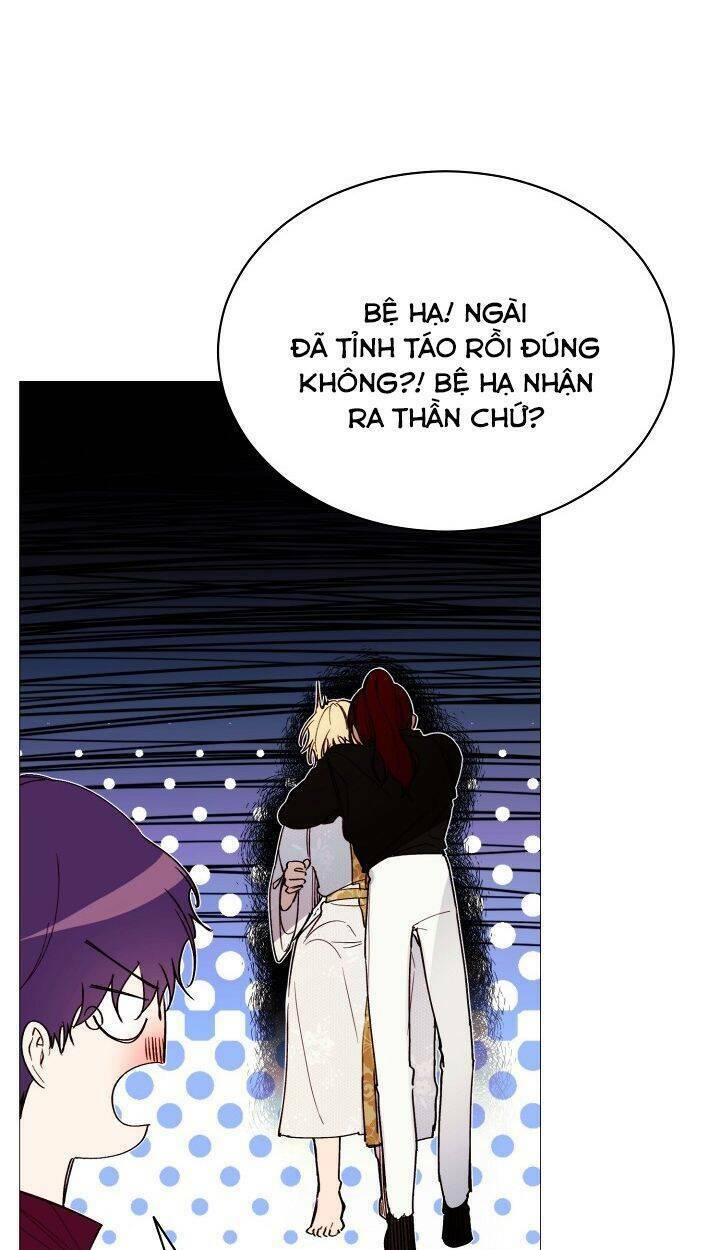 BỆ HẠ! NGÀI
ĐÃ TỈNH TÁO RỒI ĐÚNG
KHÔNG?! BỆ HẠ NHẬN
RA THẦN CHỨ?